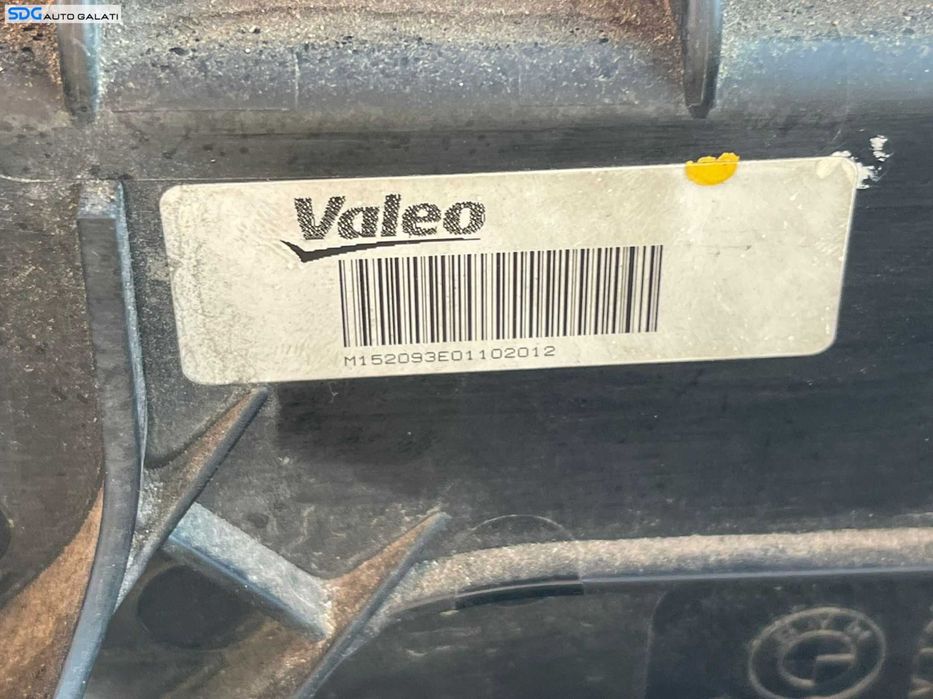 SDG AUTO GALATI
Valeo
M152093E01102012